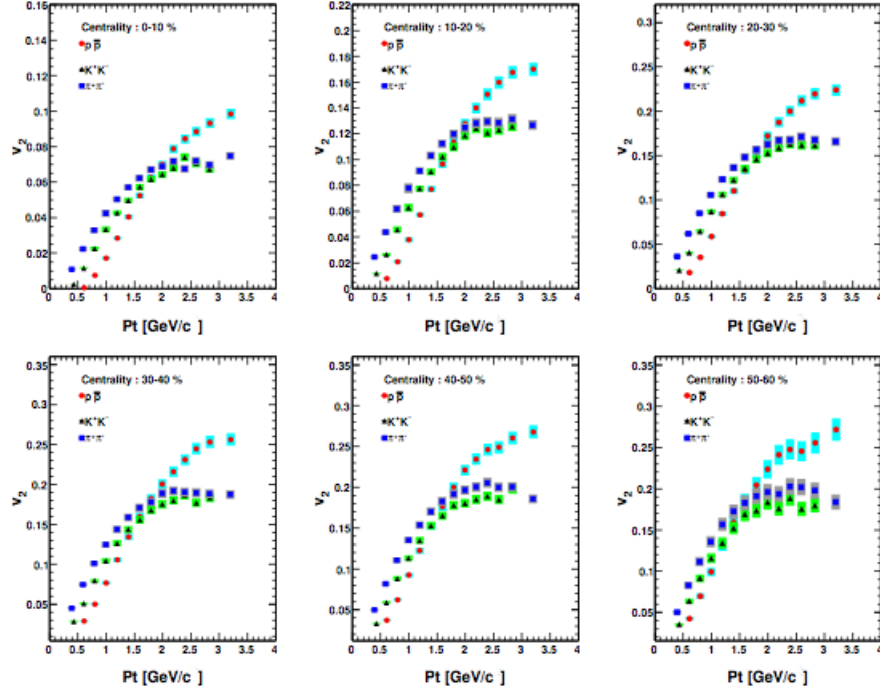 0.16
0.14
0.12
0.1
0.08
0.06
0.04
0.02
0
v2
Centrality : 0-10 %
p p̅
K⁺K⁻
π⁺π⁻
0 0.5 1 1.5 2 2.5 3 3.5 4
Pt [GeV/c ]
0.22
0.2
0.18
0.16
0.14
0.12
0.10
0.08
0.06
0.04
0.02
0
v2
Centrality : 10-20 %
p p̅
K⁺K⁻
π⁺π⁻
0 0.5 1 1.5 2 2.5 3 3.5 4
Pt [GeV/c ]
0.3
0.25
0.2
0.15
0.1
0.05
0
v2
Centrality : 20-30 %
p p̅
K⁺K⁻
π⁺π⁻
0 0.5 1 1.5 2 2.5 3 3.5 4
Pt [GeV/c ]
0.35
0.3
0.25
0.2
0.15
0.1
0.05
v2
Centrality : 30-40 %
p p̅
K⁺K⁻
π⁺π⁻
0 0.5 1 1.5 2 2.5 3 3.5 4
Pt [GeV/c ]
0.35
0.3
0.25
0.2
0.15
0.1
0.05
v2
Centrality : 40-50 %
p p̅
K⁺K⁻
π⁺π⁻
0 0.5 1 1.5 2 2.5 3 3.5 4
Pt [GeV/c ]
0.35
0.3
0.25
0.2
0.15
0.1
0.05
v2
Centrality : 50-60 %
p p̅
K⁺K⁻
π⁺π⁻
0 0.5 1 1.5 2 2.5 3 3.5 4
Pt [GeV/c ]